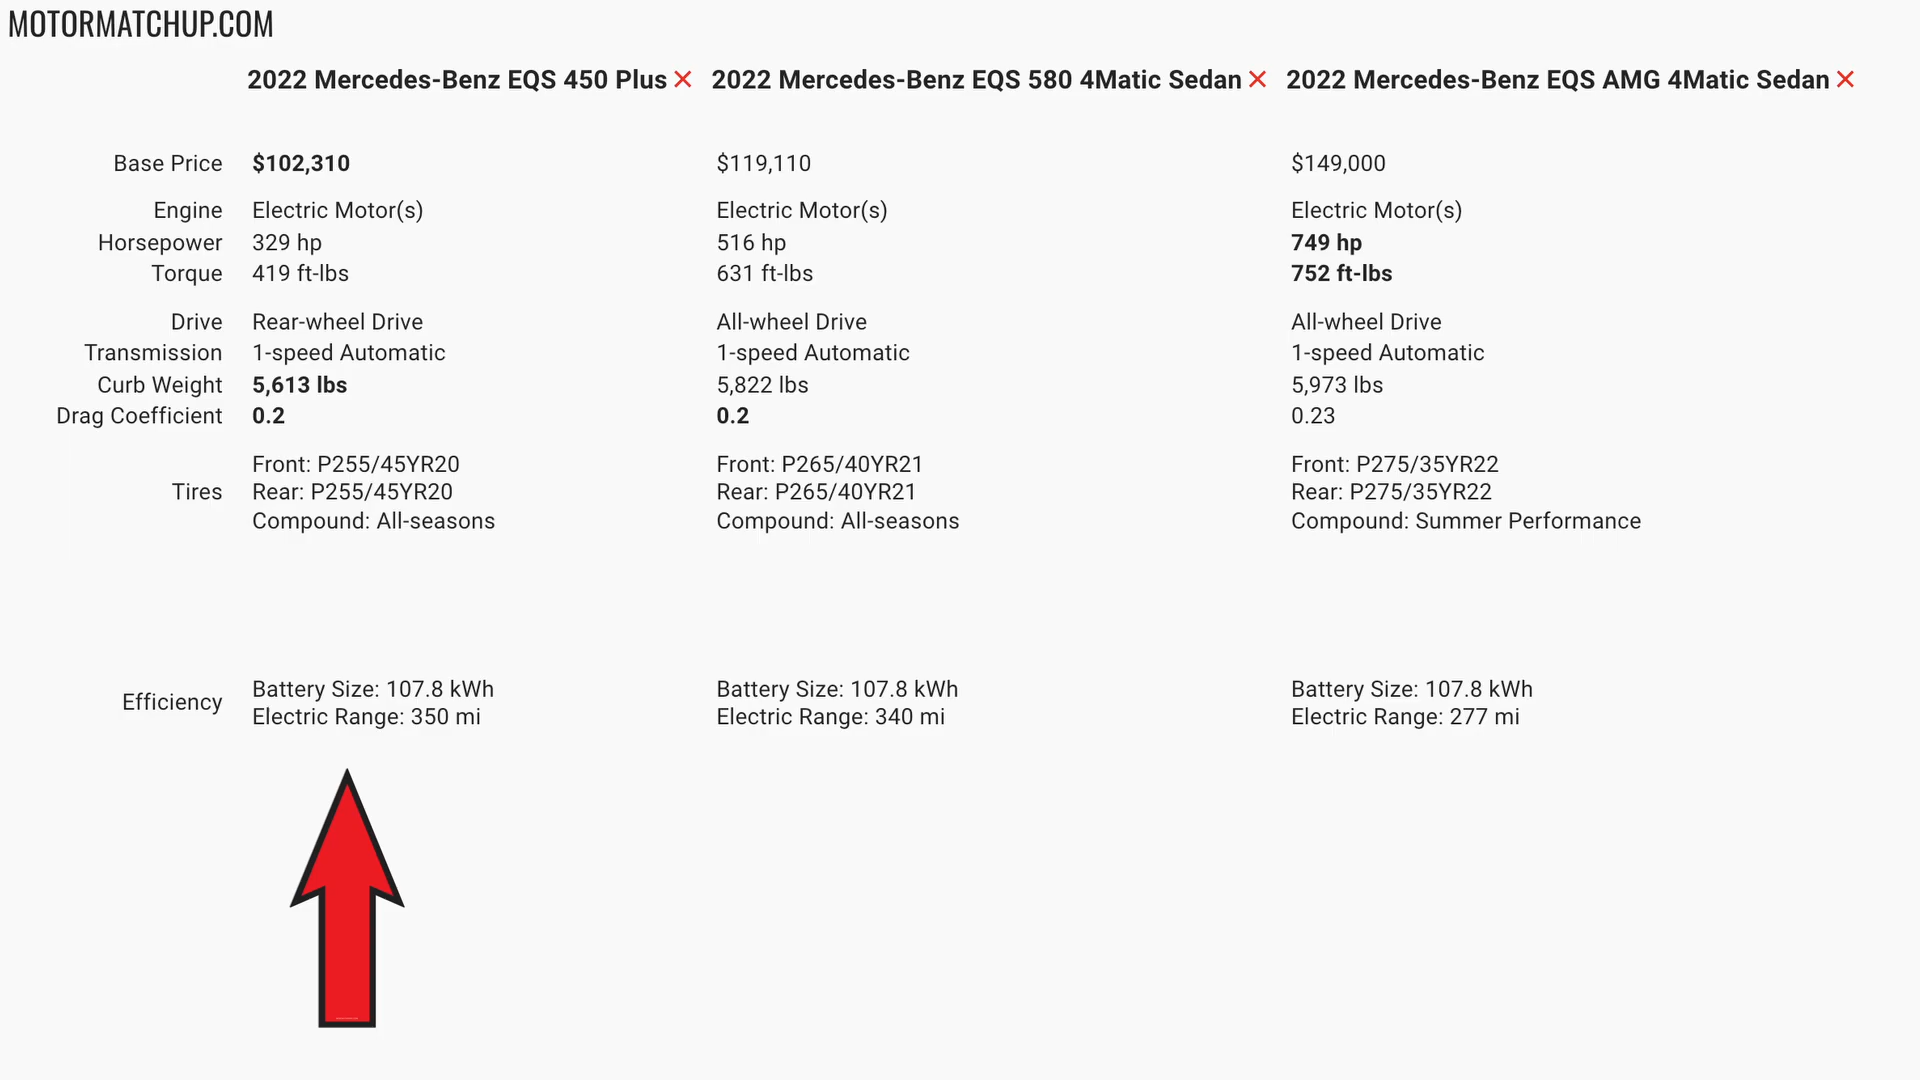 MOTORMATCHUP.COM
2022 Mercedes-Benz EQS 450 Plus ✕ 2022 Mercedes-Benz EQS 580 4Matic Sedan ✕ 2022 Mercedes-Benz EQS AMG 4Matic Sedan ✕
Base Price $102,310 $119,110 $149,000
Engine Electric Motor(s) Electric Motor(s) Electric Motor(s)
Horsepower 329 hp 516 hp 749 hp
Torque 419 ft-lbs 631 ft-lbs 752 ft-lbs
Drive Rear-wheel Drive All-wheel Drive All-wheel Drive
Transmission 1-speed Automatic 1-speed Automatic 1-speed Automatic
Curb Weight 5,613 lbs 5,822 lbs 5,973 lbs
Drag Coefficient 0.2 0.2 0.23
Front: P255/45YR20 Front: P265/40YR21 Front: P275/35YR22
Tires Rear: P255/45YR20 Rear: P265/40YR21 Rear: P275/35YR22
Compound: All-seasons Compound: All-seasons Compound: Summer Performance
Efficiency Battery Size: 107.8 kWh Battery Size: 107.8 kWh Battery Size: 107.8 kWh
Electric Range: 350 mi Electric Range: 340 mi Electric Range: 277 mi